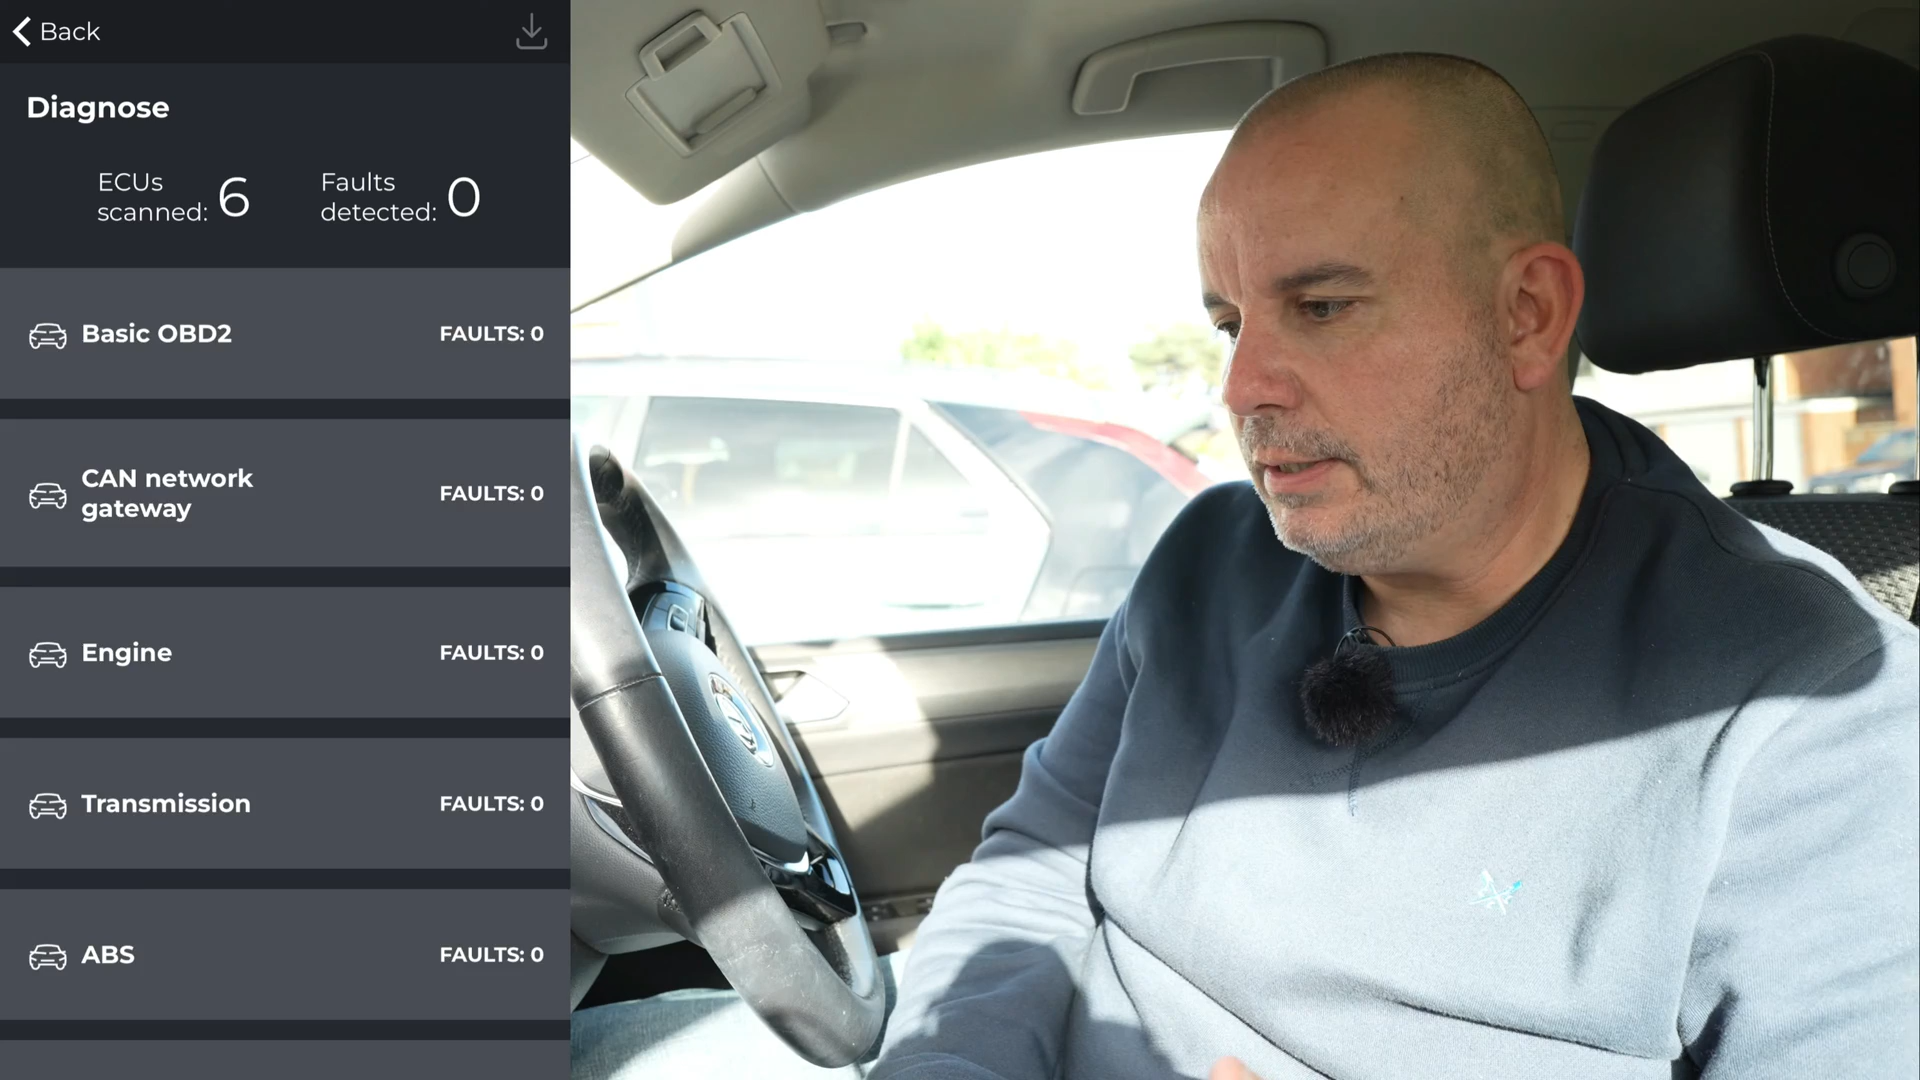 Back
Diagnose
ECUs
scanned: 6
Faults
detected: 0
Basic OBD2 FAULTS: 0
CAN network
gateway
FAULTS: 0
Engine FAULTS: 0
Transmission FAULTS: 0
ABS FAULTS: 0